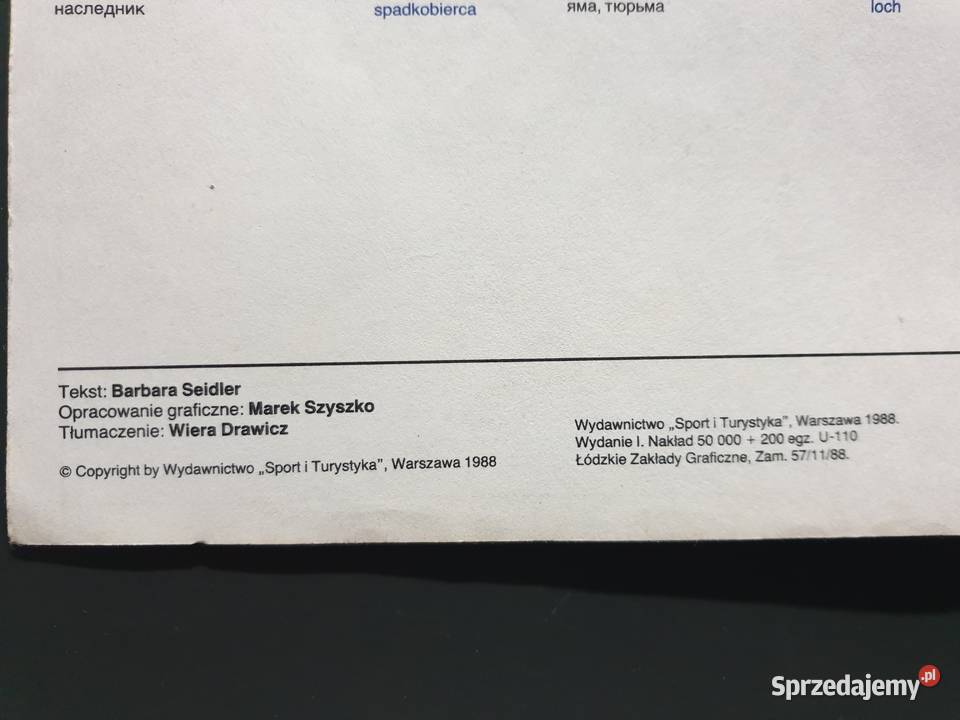 наследник spadkobierca яма, тюрьма loch
Tekst: Barbara Seidler
Opracowanie graficzne: Marek Szyszko
Tłumaczenie: Wiera Drawicz
© Copyright by Wydawnictwo „Sport i Turystyka”, Warszawa 1988
Wydawnictwo „Sport i Turystyka”, Warszawa 1988.
Wydanie I. Nakład 50 000 + 200 egz. U-110
Łódzkie Zakłady Graficzne, Zam. 57/11/88.
Sprzedajemy.pl